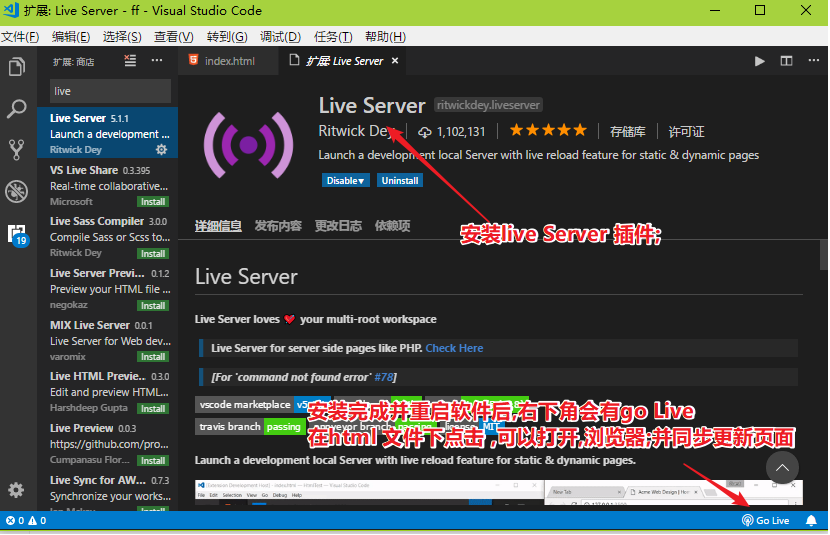 扩展: Live Server - ff - Visual Studio Code
文件(F) 编辑(E) 选择(S) 查看(V) 转到(G) 调试(D) 任务(T) 帮助(H)
扩展: 商店
index.html
扩展: Live Server
live
Live Server 5.1.1
Launch a development ...
Ritwick Dey
VS Live Share 0.3.395
Real-time collaborative...
Microsoft Install
Live Sass Compiler 3.0.0
Compile Sass or Scss to...
Ritwick Dey Install
Live Server Previ... 0.1.2
Preview your HTML file ...
negokaz Install
MIX Live Server 0.0.1
Live Server for Web dev...
varomix Install
Live HTML Previe... 0.3.0
Edit and preview HTML...
Harshdeep Gupta Install
Live Preview 0.0.3
https://github.com/pro...
Cumpanasu Flor... Install
Live Sync for AW... 0.7.3
Synchronize your works...
Install
19
Live Server ritwickdey.liveserver
Ritwick Dey 1,102,131 存储库 许可证
Launch a development local Server with live reload feature for static & dynamic pages
Disable Uninstall
详细信息 发布内容 更改日志 依赖项
安装live Server 插件;
Live Server
Live Server loves ❤ your multi-root workspace
Live Server for server side pages like PHP. Check Here
[For 'command not found error' #78]
vscode marketplace
安装完成并重启软件后,右下角会有go Live
travis branch passing appveyor branch passing license MIT
在html 文件下点击 ,可以打开,浏览器;并同步更新页面
Launch a development local Server with live reload feature for static & dynamic pages.
File Edit Selection View Go Debug Help
New Tab
0 0
Go Live